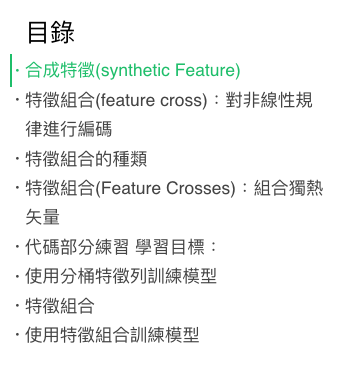 目錄
· 合成特徵(synthetic Feature)
· 特徵組合(feature cross)：對非線性規
律進行編碼
· 特徵組合的種類
· 特徵組合(Feature Crosses)：組合獨熱
矢量
· 代碼部分練習 學習目標：
· 使用分桶特徵列訓練模型
· 特徵組合
· 使用特徵組合訓練模型